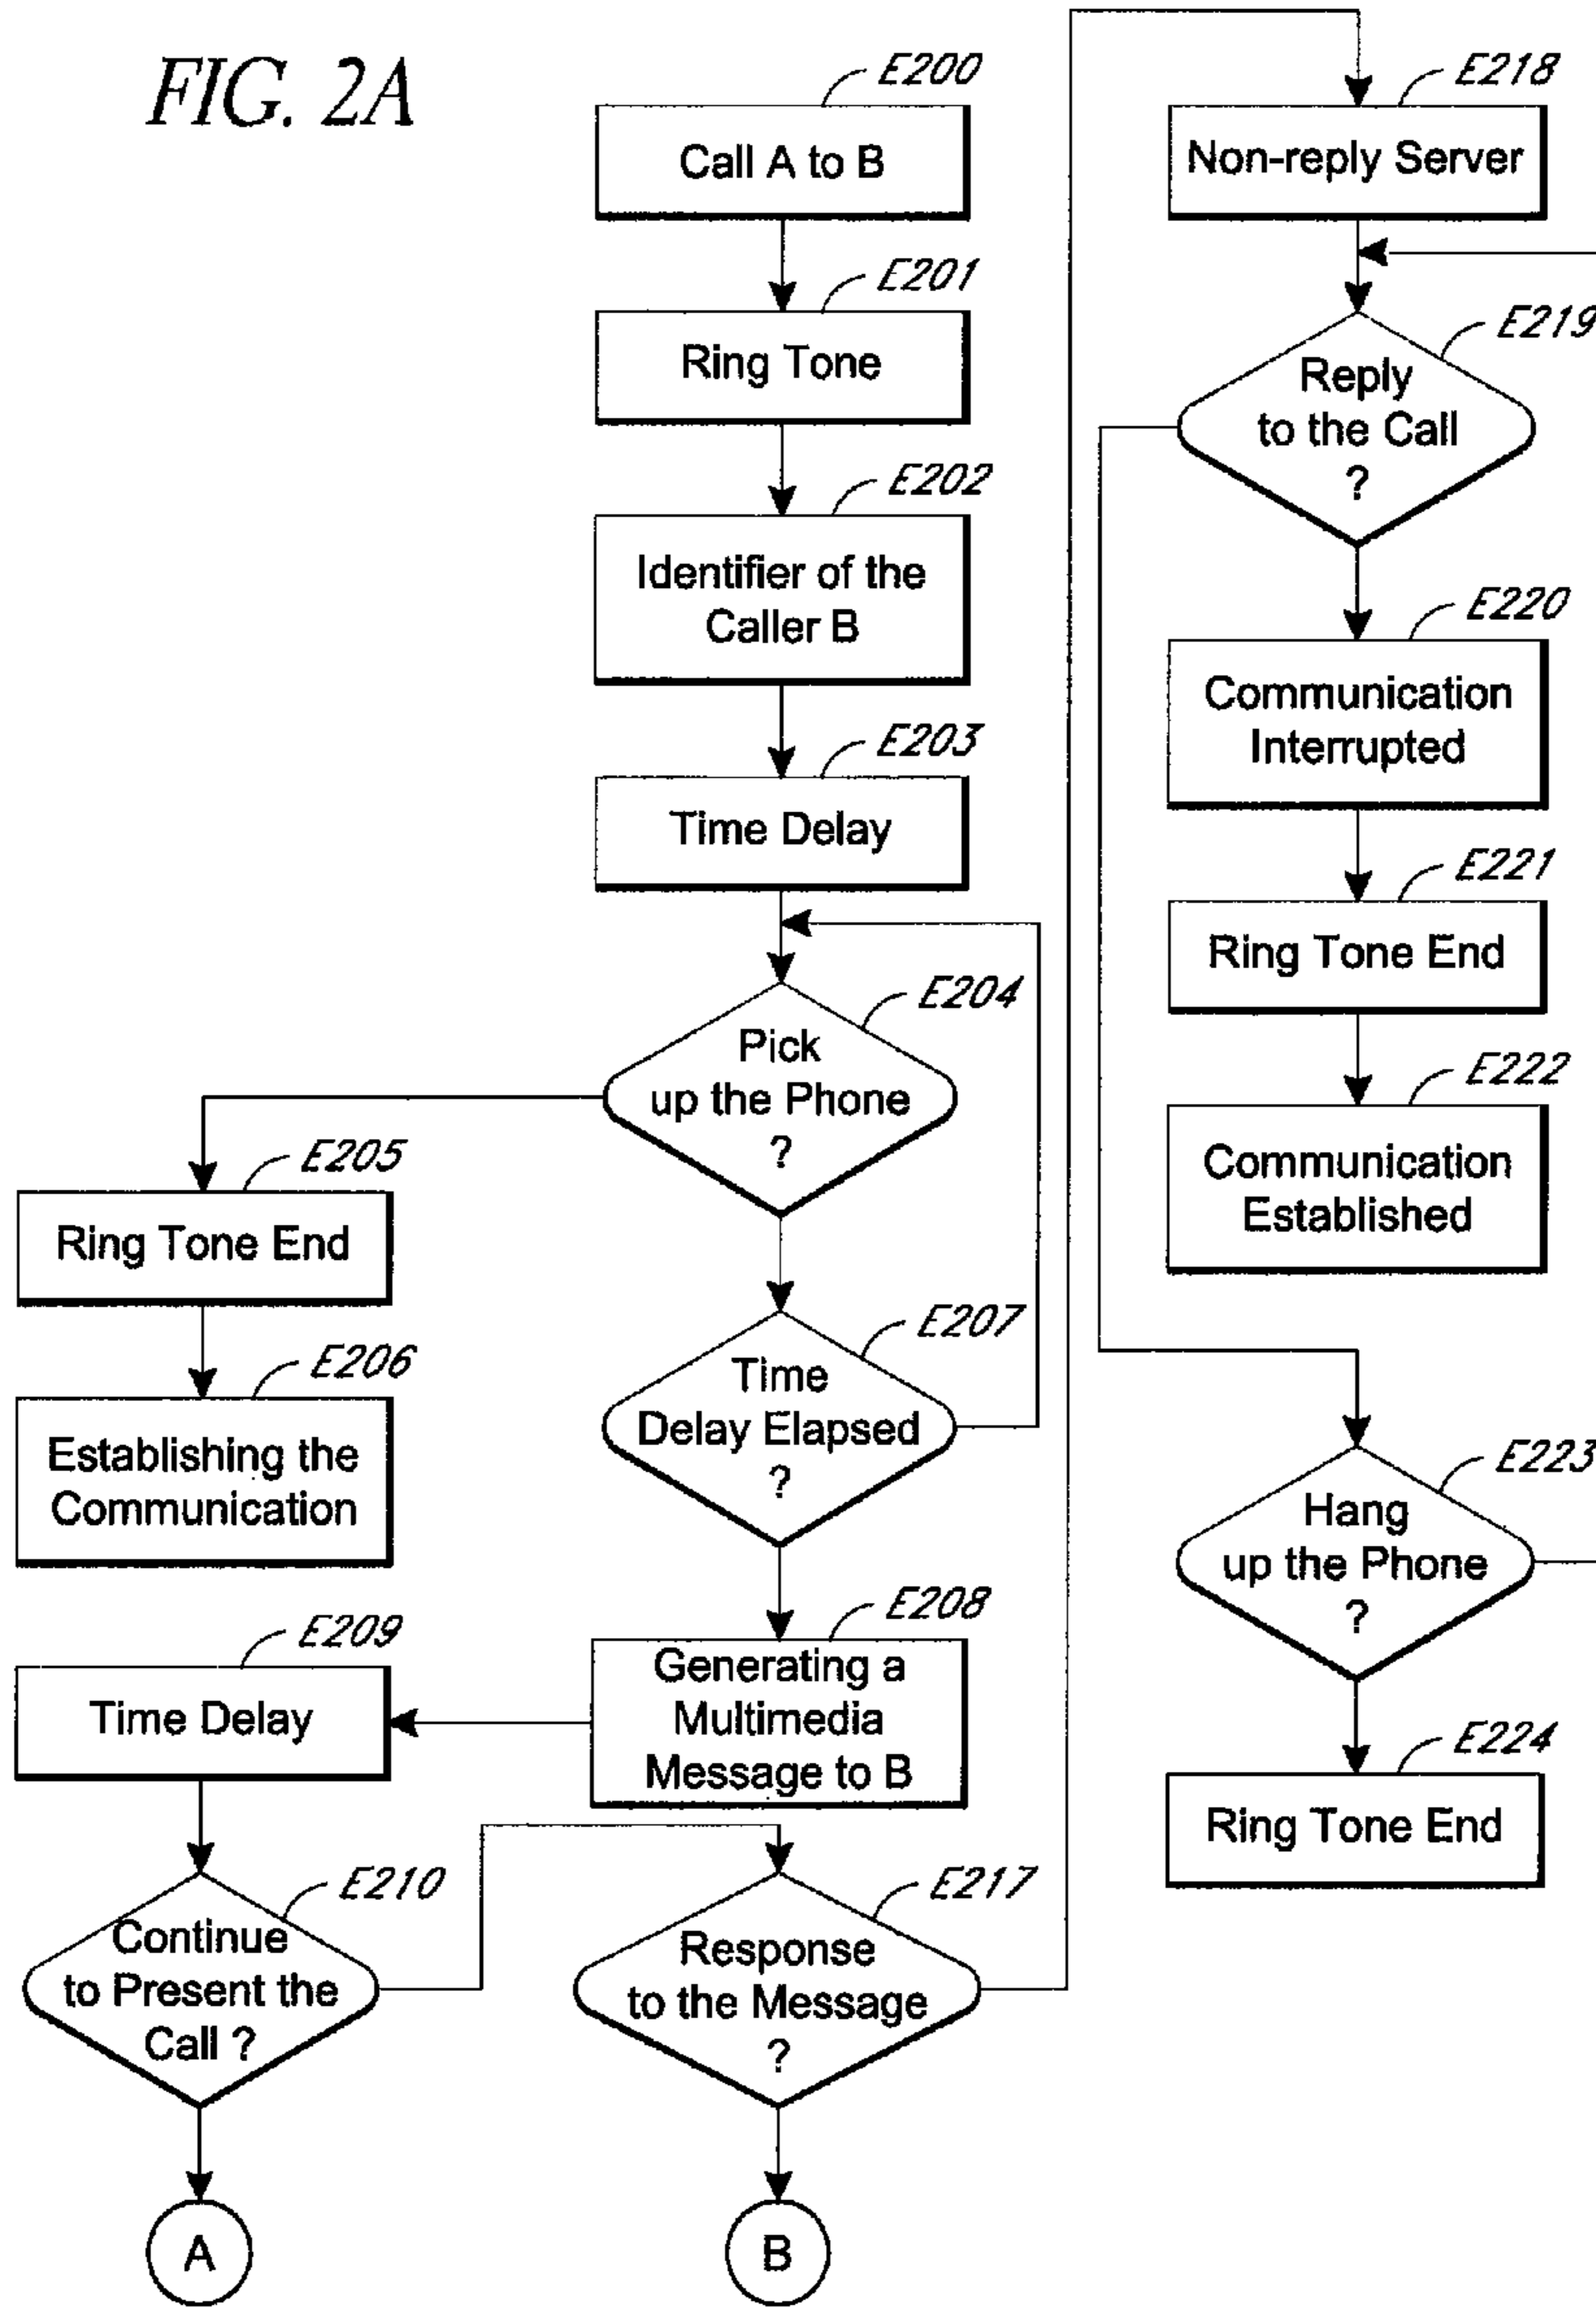 FIG. 2A
E200
Call A to B
E201
Ring Tone
E202
Identifier of the
Caller B
E203
Time Delay
E204
Pick
up the Phone
?
E205
Ring Tone End
E206
Establishing the
Communication
E207
Time
Delay Elapsed
?
E208
Generating a
Multimedia
Message to B
E209
Time Delay
E210
Continue
to Present the
Call ?
A
E217
Response
to the Message
?
B
E218
Non-reply Server
E219
Reply
to the Call
?
E220
Communication
Interrupted
E221
Ring Tone End
E222
Communication
Established
E223
Hang
up the Phone
?
E224
Ring Tone End